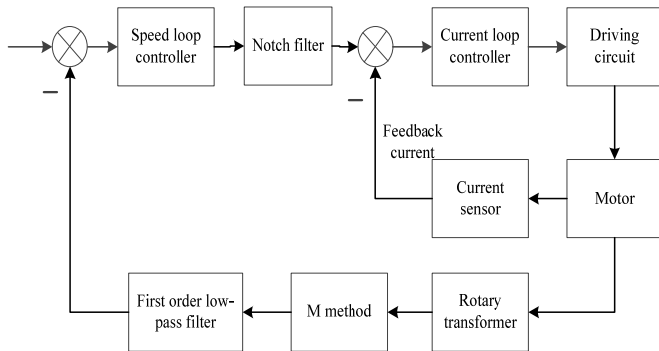 Speed loop
controller
Notch filter
Current loop
controller
Driving
circuit
Feedback
current
Current
sensor
Motor
First order low-
pass filter
M method
Rotary
transformer